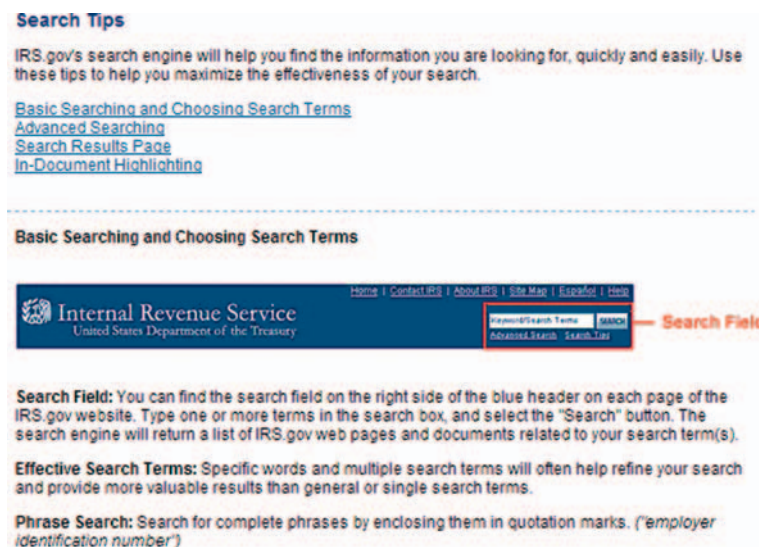 Search Tips
IRS.gov's search engine will help you find the information you are looking for, quickly and easily. Use
these tips to help you maximize the effectiveness of your search.
Basic Searching and Choosing Search Terms
Advanced Searching
Search Results Page
In-Document Highlighting
Basic Searching and Choosing Search Terms
Home | Contact IRS | About IRS | Site Map | Español | Help
Internal Revenue Service
United States Department of the Treasury
Keyword/Search Terms SEARCH
Advanced Search Search Tips
Search Field
Search Field: You can find the search field on the right side of the blue header on each page of the
IRS.gov website. Type one or more terms in the search box, and select the "Search" button. The
search engine will return a list of IRS.gov web pages and documents related to your search term(s).
Effective Search Terms: Specific words and multiple search terms will often help refine your search
and provide more valuable results than general or single search terms.
Phrase Search: Search for complete phrases by enclosing them in quotation marks. ("employer
identification number")